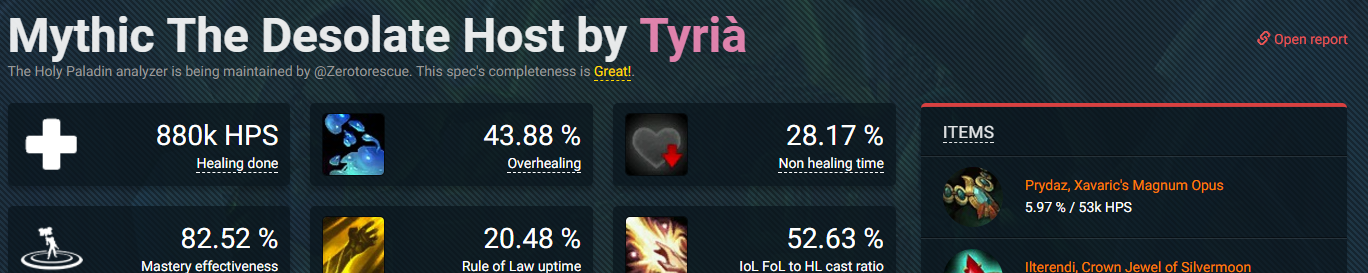 Mythic The Desolate Host by Tyrià
Open report
The Holy Paladin analyzer is being maintained by @Zerotorescue. This spec's completeness is Great!.
880k HPS
Healing done
43.88 %
Overhealing
28.17 %
Non healing time
ITEMS
Prydaz, Xavaric's Magnum Opus
5.97 % / 53k HPS
82.52 %
Mastery effectiveness
20.48 %
Rule of Law uptime
52.63 %
IoL FoL to HL cast ratio
Ilterendi, Crown Jewel of Silvermoon